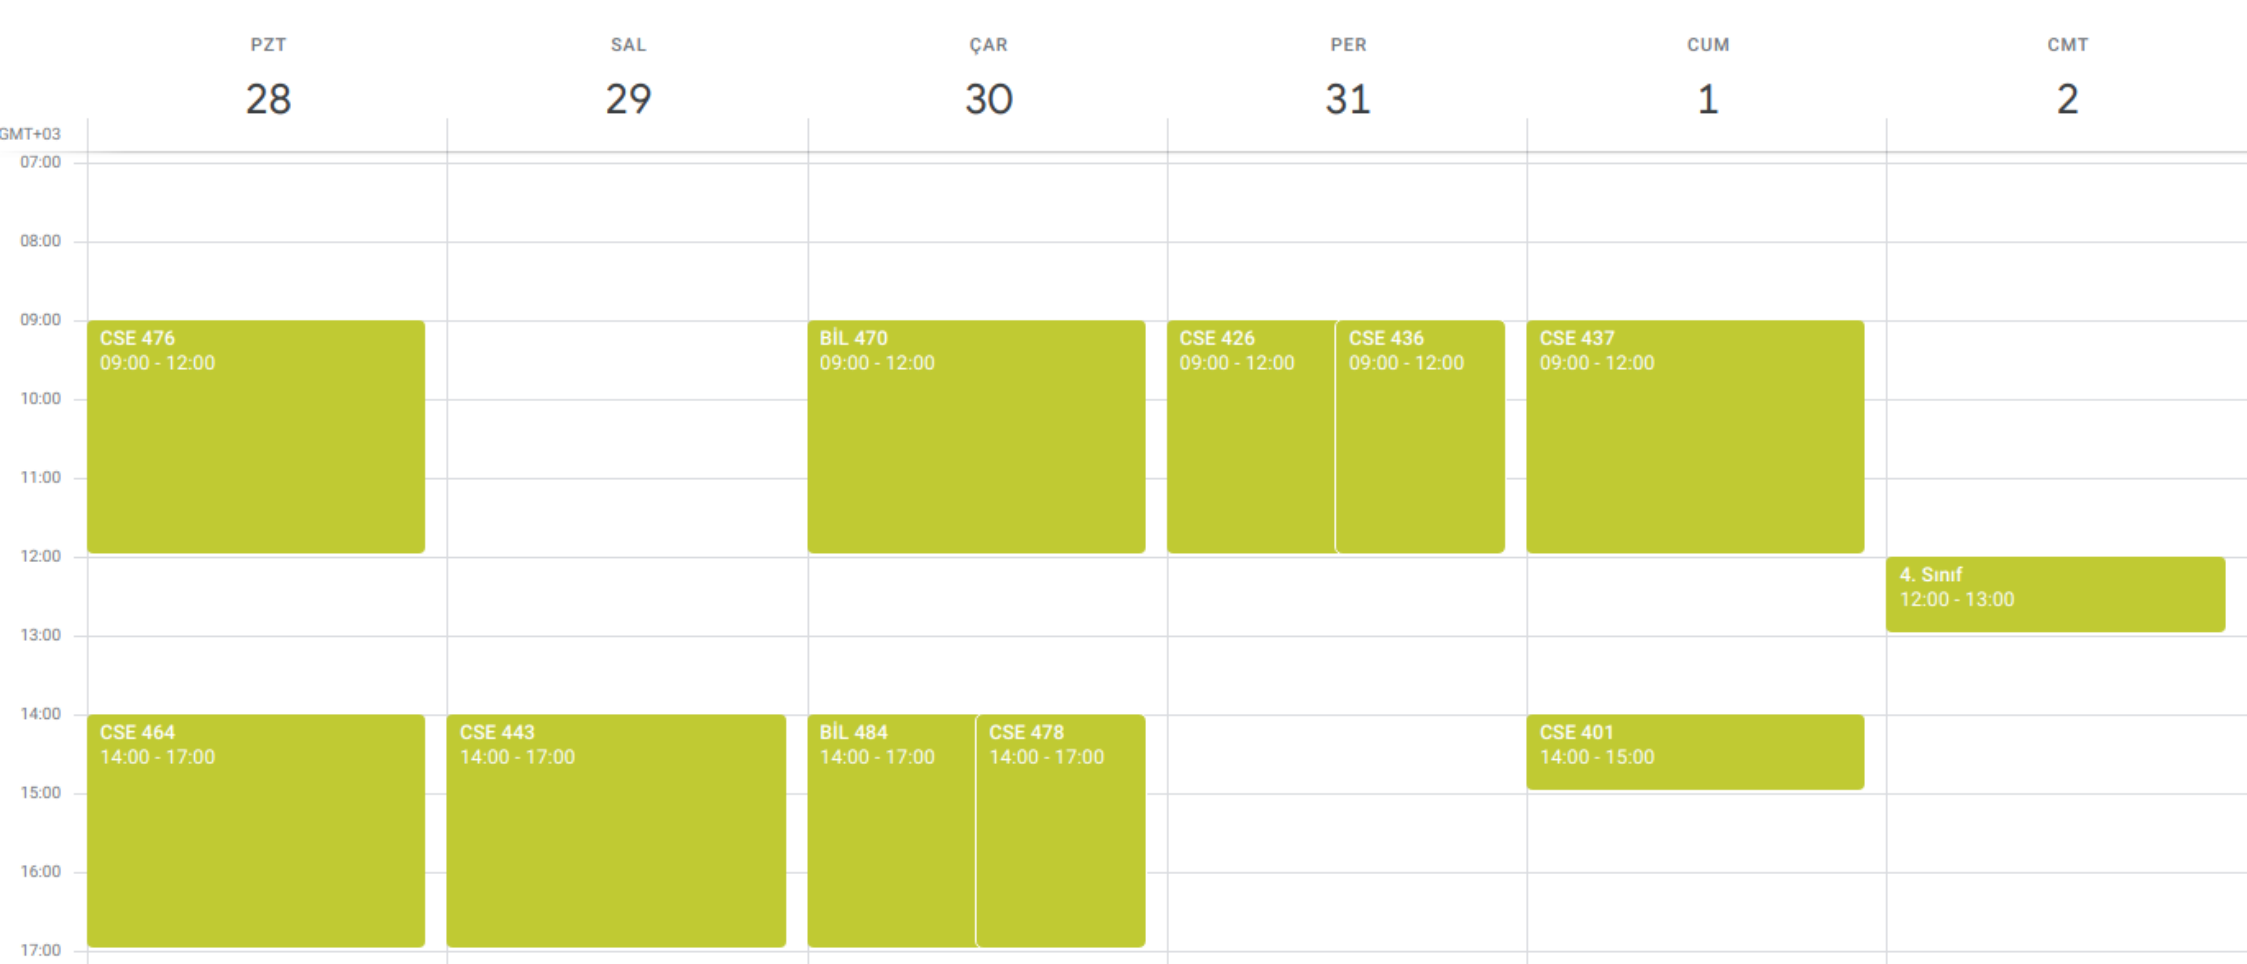 PZT
SAL
ÇAR
PER
CUM
CMT
28
29
30
31
1
2
GMT+03
07:00
08:00
09:00
CSE 476
09:00 - 12:00
BİL 470
09:00 - 12:00
CSE 426
09:00 - 12:00
CSE 436
09:00 - 12:00
CSE 437
09:00 - 12:00
10:00
11:00
12:00
4. Sınıf
12:00 - 13:00
13:00
14:00
CSE 464
14:00 - 17:00
CSE 443
14:00 - 17:00
BİL 484
14:00 - 17:00
CSE 478
14:00 - 17:00
CSE 401
14:00 - 15:00
15:00
16:00
17:00